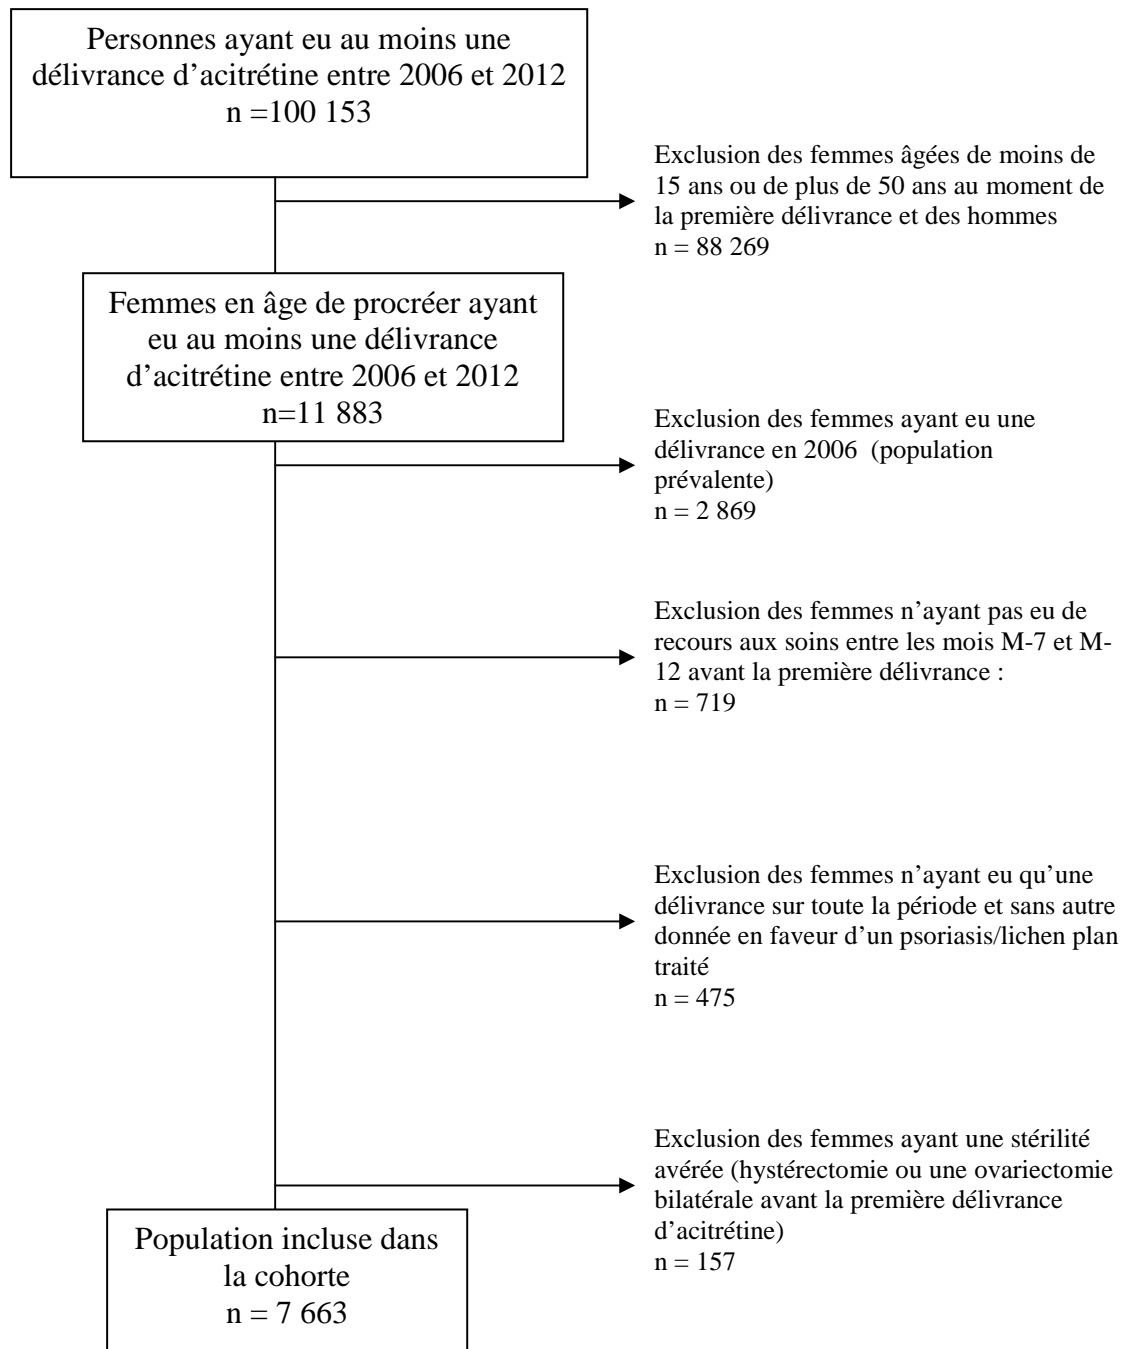 Personnes ayant eu au moins une
délivrance d’acitrétine entre 2006 et 2012
n =100 153
Exclusion des femmes âgées de moins de
15 ans ou de plus de 50 ans au moment de
la première délivrance et des hommes
n = 88 269
Femmes en âge de procréer ayant
eu au moins une délivrance
d’acitrétine entre 2006 et 2012
n=11 883
Exclusion des femmes ayant eu une
délivrance en 2006  (population
prévalente)
n = 2 869
Exclusion des femmes n’ayant pas eu de
recours aux soins entre les mois M-7 et M-
12 avant la première délivrance :
n = 719
Exclusion des femmes n’ayant eu qu’une
délivrance sur toute la période et sans autre
donnée en faveur d’un psoriasis/lichen plan
traité
n = 475
Exclusion des femmes ayant une stérilité
avérée (hystérectomie ou une ovariectomie
bilatérale avant la première délivrance
d’acitrétine)
n = 157
Population incluse dans
la cohorte
n = 7 663